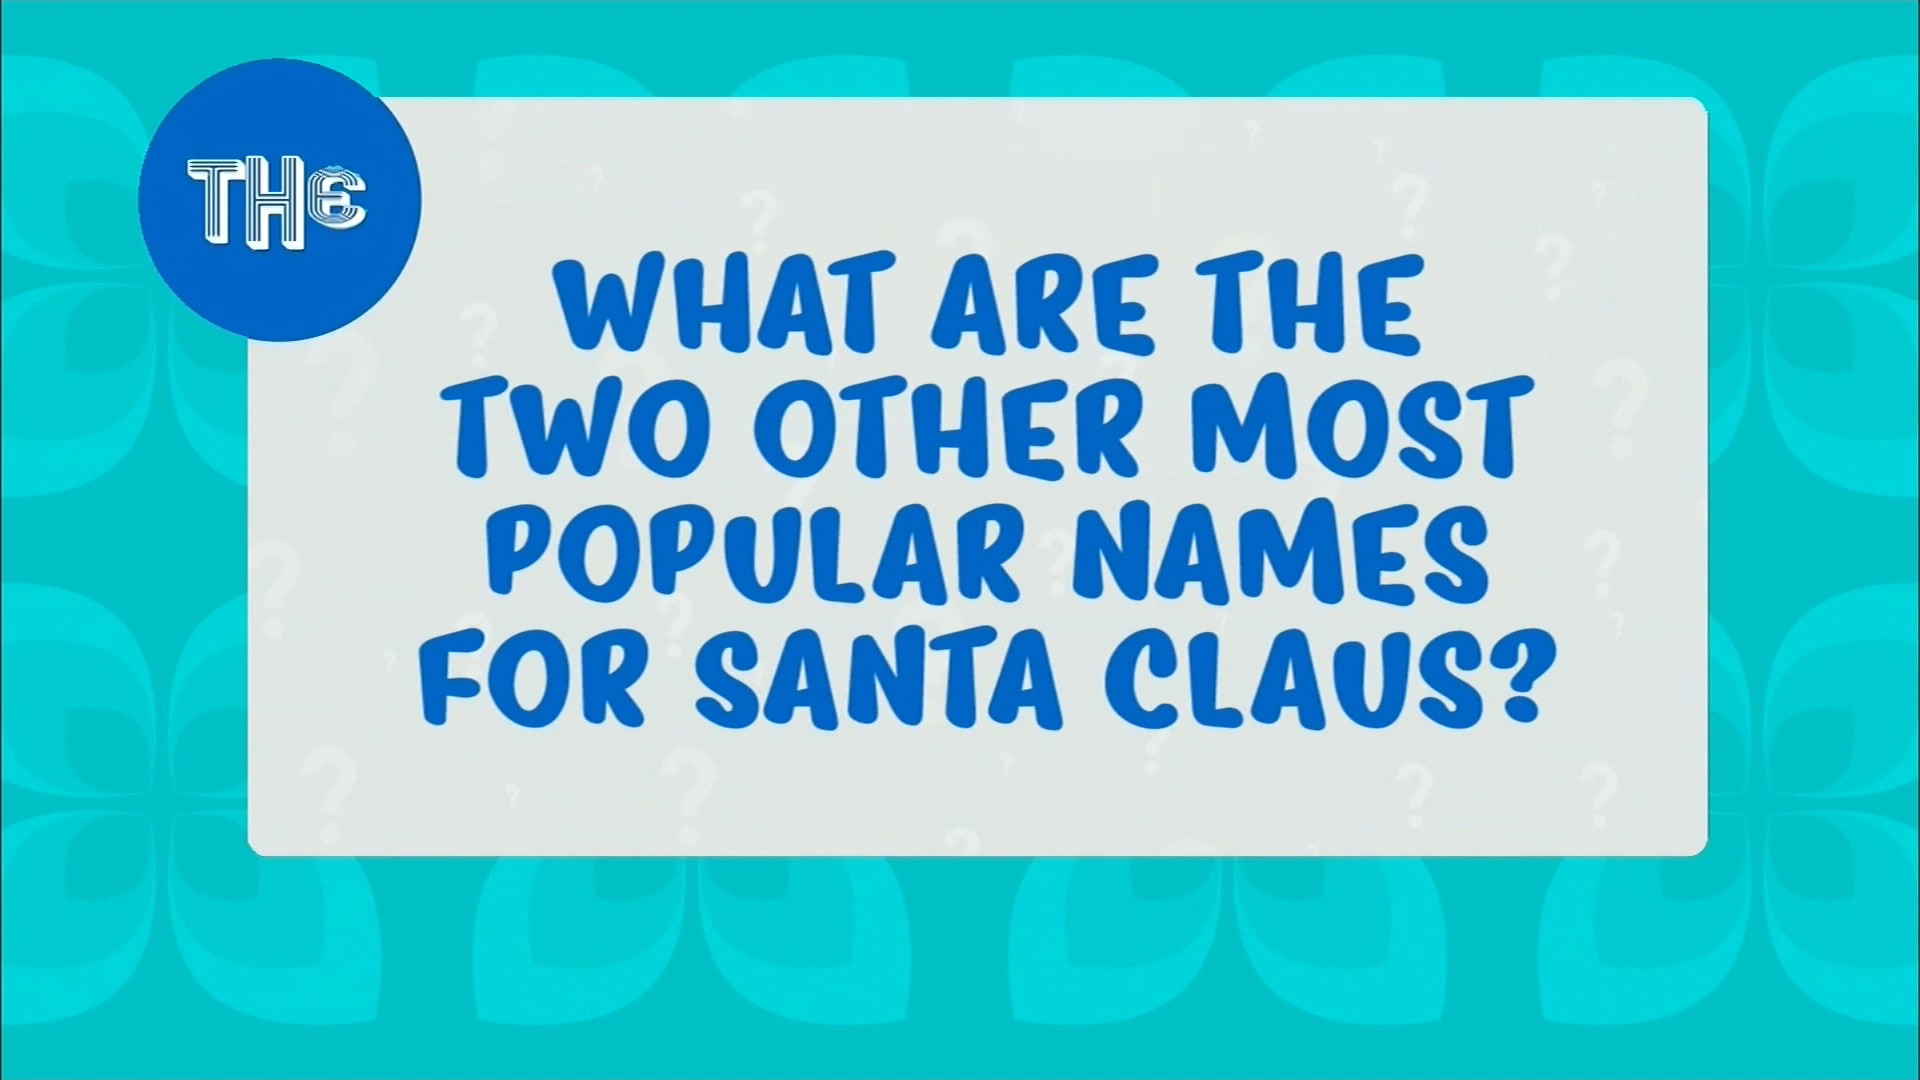 THE
WHAT ARE THE
TWO OTHER MOST
POPULAR NAMES
FOR SANTA CLAUS?